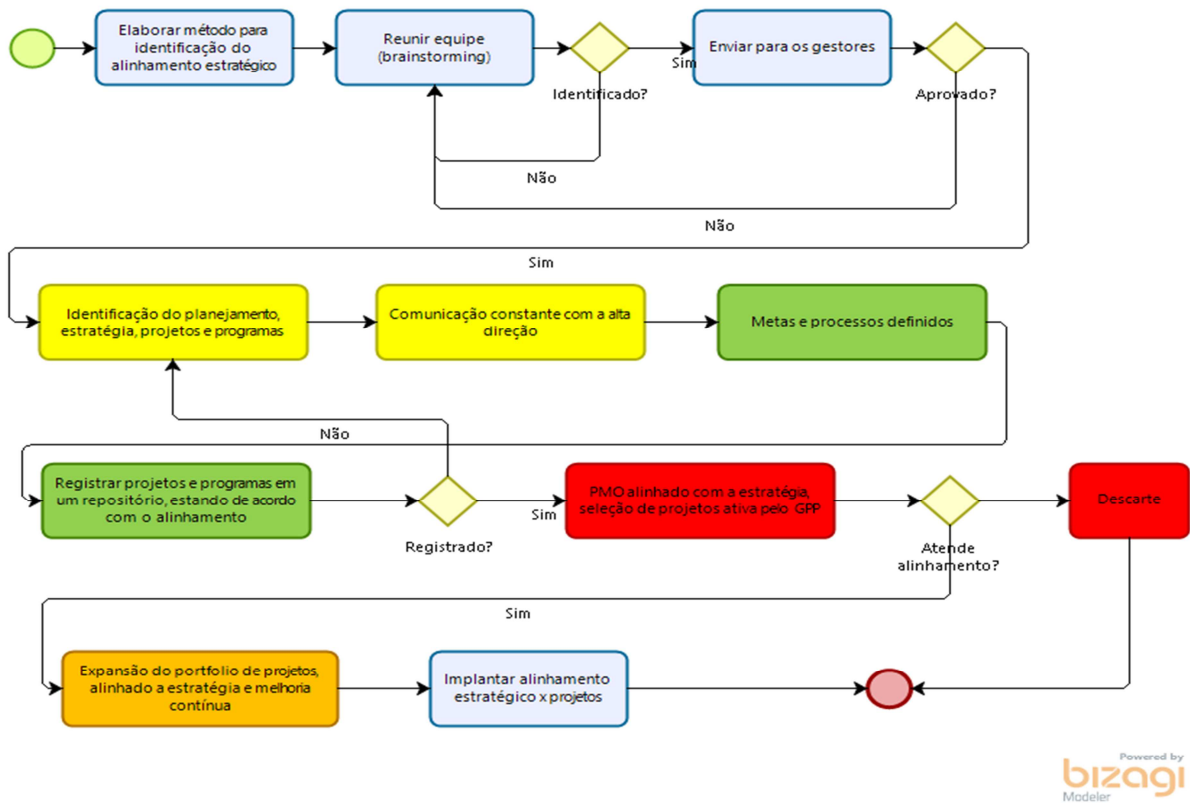 Elaborar método para
identificação do
alinhamento estratégico
Reunir equipe
(brainstorming)
Identificado?
Sim
Enviar para os gestores
Aprovado?
Não
Não
Sim
Identificação do planejamento,
estratégia, projetos e programas
Comunicação constante com a alta
direção
Metas e processos definidos
Não
Registrar projetos e programas em
um repositório, estando de acordo
com o alinhamento
Registrado?
Sim
PMO alinhado com a estratégia,
seleção de projetos ativa pelo GPP
Atende
alinhamento?
Descarte
Sim
Expansão do portfolio de projetos,
alinhado a estratégia e melhoria
contínua
Implantar alinhamento
estratégico x projetos
Powered by
bizagi
Modeler